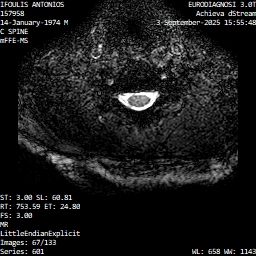 IFOULIS ANTONIOS
157958
14-January-1974 M
C SPINE
mFFE-MS
EURODIAGNOSI 3.0T
Achieva dStream
3-September-2025 15:55:48
ST: 3.00 SL: 60.81
RT: 753.59 ET: 24.80
FS: 3.00
MR
LittleEndianExplicit
Images: 67/133
Series: 601
WL: 658 WW: 1143